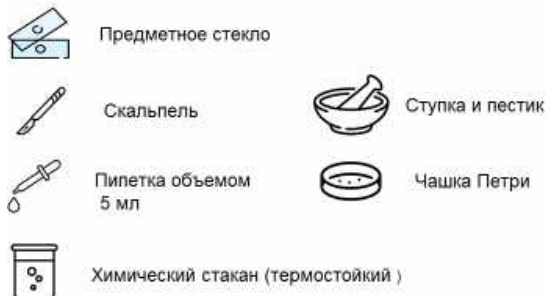 Предметное стекло
Скальпель
Ступка и пестик
Пипетка объемом
5 мл
Чашка Петри
Химический стакан (термостойкий )